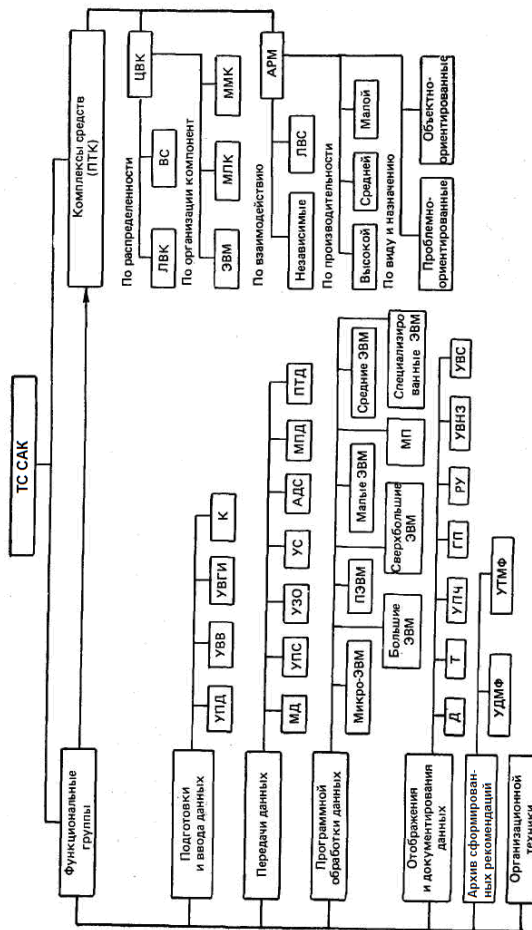 ТС САК
Функциональные
группы
Комплексы средств
(ПТК)
Подготовки
и ввода данных
УПД
УВВ
УВГИ
К
Передачи данных
МД
УПС
УЗО
УС
АДС
МПД
ПТД
Программной
обработки данных
Микро-ЭВМ
ПЭВМ
Малые ЭВМ
Средние ЭВМ
Большие
ЭВМ
Сверхбольшие
ЭВМ
МП
Специализиро
ванные ЭВМ
Отображения
и документирования
данных
Д
Т
УПЧ
ГП
РУ
УВНЗ
УВС
Архив сформирован-
ных рекомендаций
УДМФ
УТМФ
Организационной
техники
ЦВК
По распределенности
ЛВК
ВС
По организации компонент
ЭВМ
МПК
ММК
АРМ
По взаимодействию
Независимые
ЛВС
По производительности
Высокой
Средней
Малой
По виду и назначению
Проблемно-
ориентированные
Объектно-
ориентированные